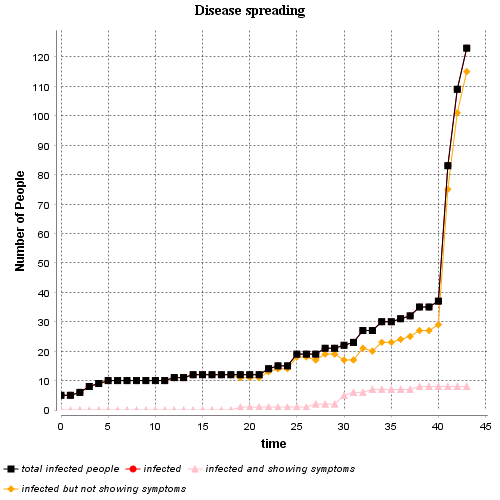 Disease spreading
120
110
100
90
80
70
60
50
40
30
20
10
0
Number of People
0 5 10 15 20 25 30 35 40 45
time
total infected people infected infected and showing symptoms
infected but not showing symptoms